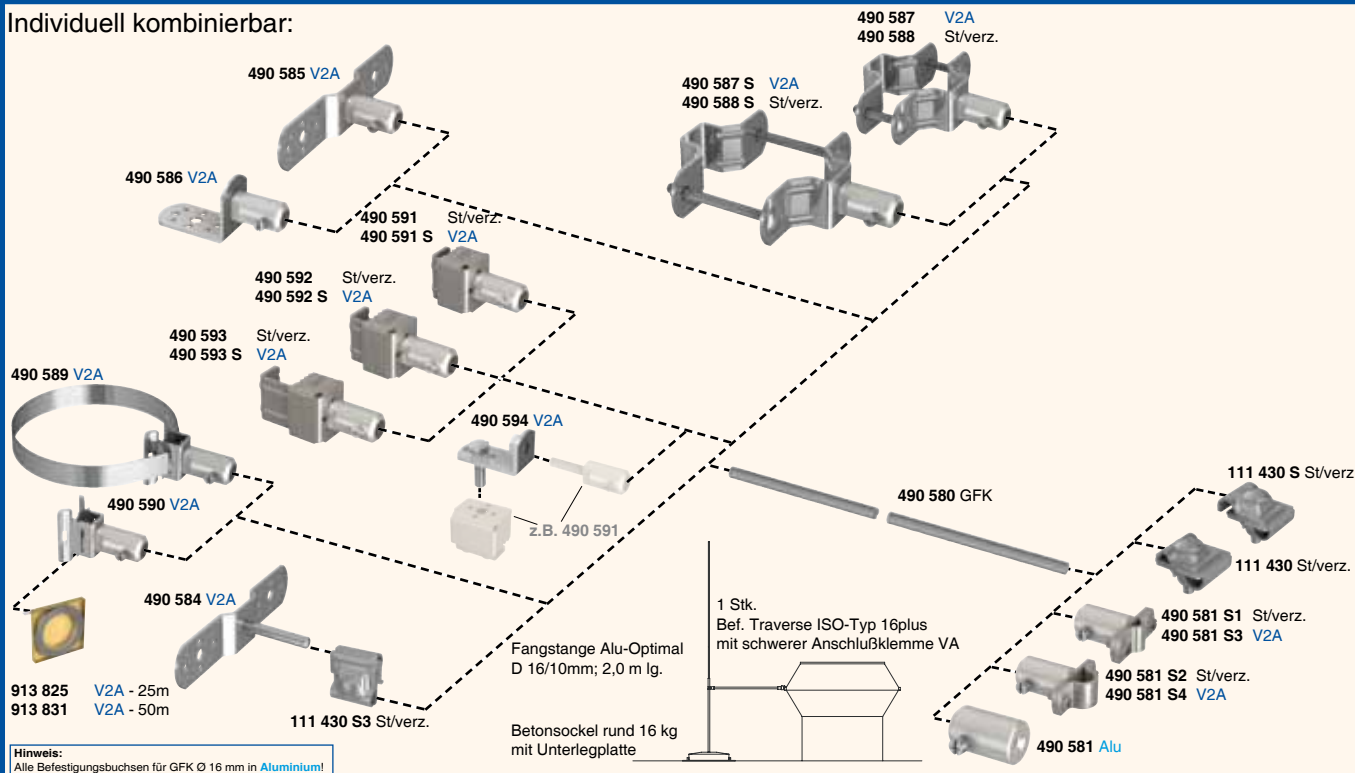 Individuell kombinierbar:
490 587 V2A
490 588 St/verz.
490 585 V2A
490 587 S V2A
490 588 S St/verz.
490 586 V2A
490 591 St/verz.
490 591 S V2A
490 592 St/verz.
490 592 S V2A
490 593 St/verz.
490 593 S V2A
490 589 V2A
490 594 V2A
z.B. 490 591
490 590 V2A
490 580 GFK
111 430 S St/verz
111 430 St/verz.
490 584 V2A
490 581 S1 St/verz.
490 581 S3 V2A
490 581 S2 St/verz.
490 581 S4 V2A
490 581 Alu
1 Stk.
Bef. Traverse ISO-Typ 16plus
mit schwerer Anschlußklemme VA
Fangstange Alu-Optimal
D 16/10mm; 2,0 m lg.
Betonsockel rund 16 kg
mit Unterlegplatte
913 825 V2A - 25m
913 831 V2A - 50m
111 430 S3 St/verz.
Hinweis:
Alle Befestigungsbuchsen für GFK Ø 16 mm in Aluminium!